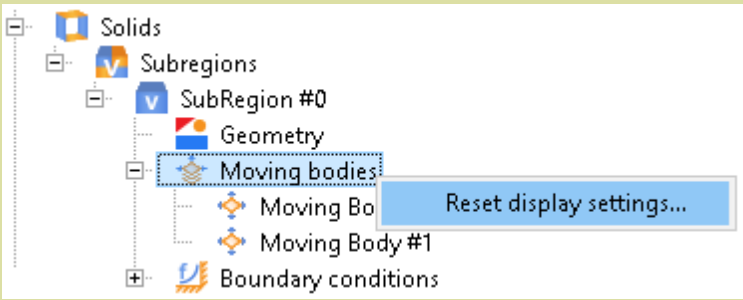 Solids
Subregions
SubRegion #0
Geometry
Moving bodies
Reset display settings...
Moving Bo
Moving Body #1
Boundary conditions